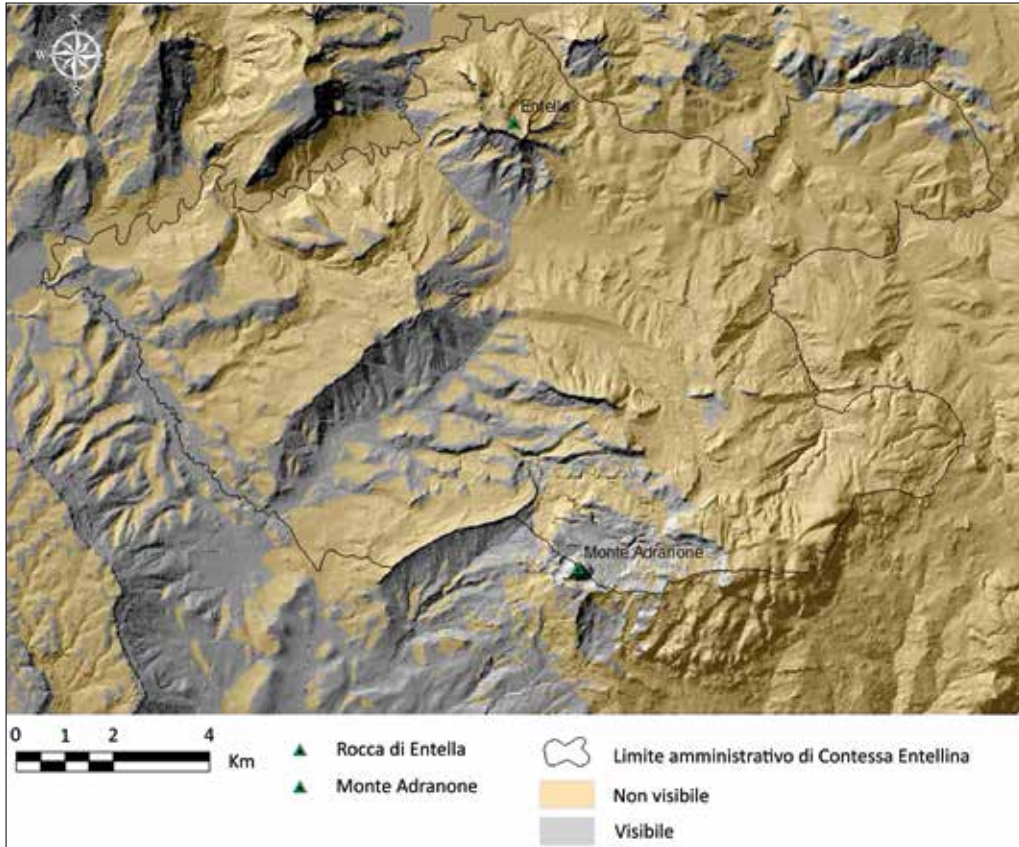 N
W
E
S
Entella
Monte Adranone
0 1 2 4
Km
Rocca di Entella
Monte Adranone
Limite amministrativo di Contessa Entellina
Non visibile
Visibile